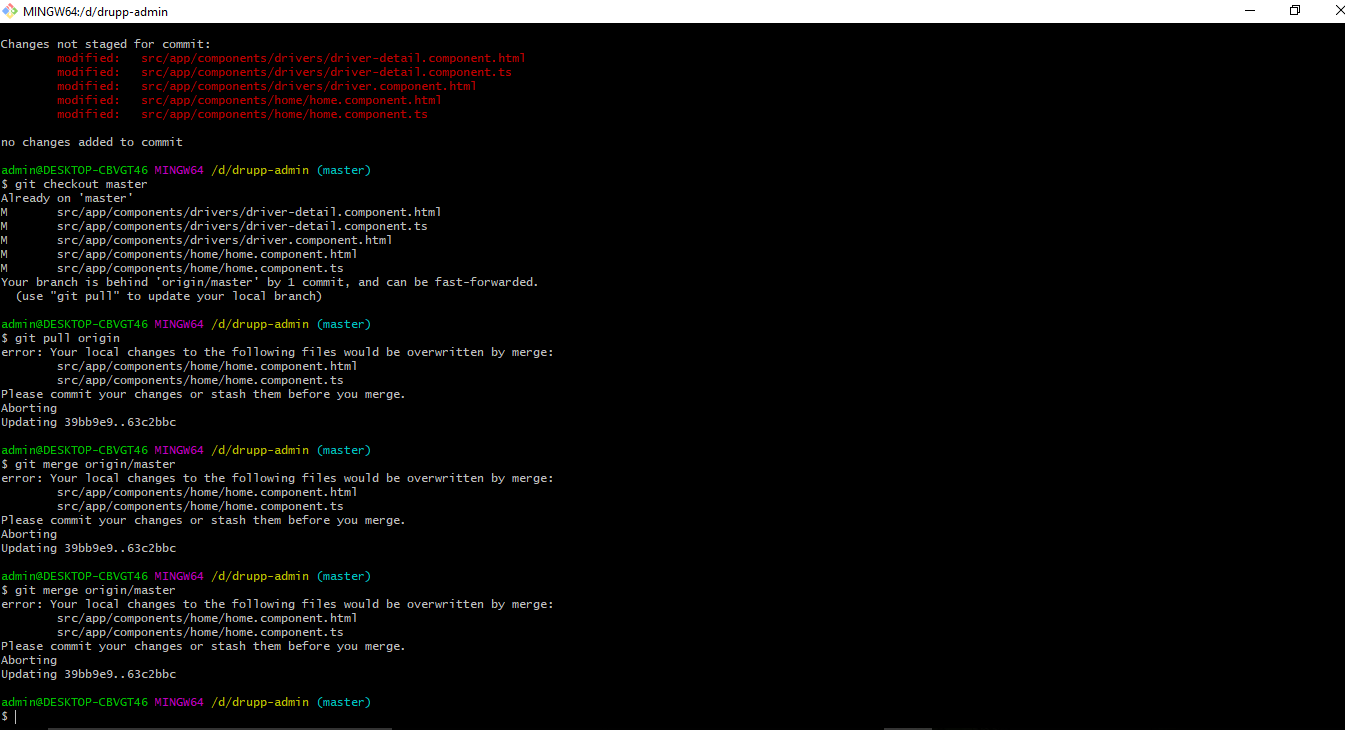 MINGW64:/d/drupp-admin
Changes not staged for commit:
modified:   src/app/components/drivers/driver-detail.component.html
modified:   src/app/components/drivers/driver-detail.component.ts
modified:   src/app/components/drivers/driver.component.html
modified:   src/app/components/home/home.component.html
modified:   src/app/components/home/home.component.ts
no changes added to commit
admin@DESKTOP-CBVGT46 MINGW64 /d/drupp-admin (master)
$ git checkout master
Already on 'master'
M       src/app/components/drivers/driver-detail.component.html
M       src/app/components/drivers/driver-detail.component.ts
M       src/app/components/drivers/driver.component.html
M       src/app/components/home/home.component.html
M       src/app/components/home/home.component.ts
Your branch is behind 'origin/master' by 1 commit, and can be fast-forwarded.
(use "git pull" to update your local branch)
admin@DESKTOP-CBVGT46 MINGW64 /d/drupp-admin (master)
$ git pull origin
error: Your local changes to the following files would be overwritten by merge:
src/app/components/home/home.component.html
src/app/components/home/home.component.ts
Please commit your changes or stash them before you merge.
Aborting
Updating 39bb9e9..63c2bbc
admin@DESKTOP-CBVGT46 MINGW64 /d/drupp-admin (master)
$ git merge origin/master
error: Your local changes to the following files would be overwritten by merge:
src/app/components/home/home.component.html
src/app/components/home/home.component.ts
Please commit your changes or stash them before you merge.
Aborting
Updating 39bb9e9..63c2bbc
admin@DESKTOP-CBVGT46 MINGW64 /d/drupp-admin (master)
$ git merge origin/master
error: Your local changes to the following files would be overwritten by merge:
src/app/components/home/home.component.html
src/app/components/home/home.component.ts
Please commit your changes or stash them before you merge.
Aborting
Updating 39bb9e9..63c2bbc
admin@DESKTOP-CBVGT46 MINGW64 /d/drupp-admin (master)
$